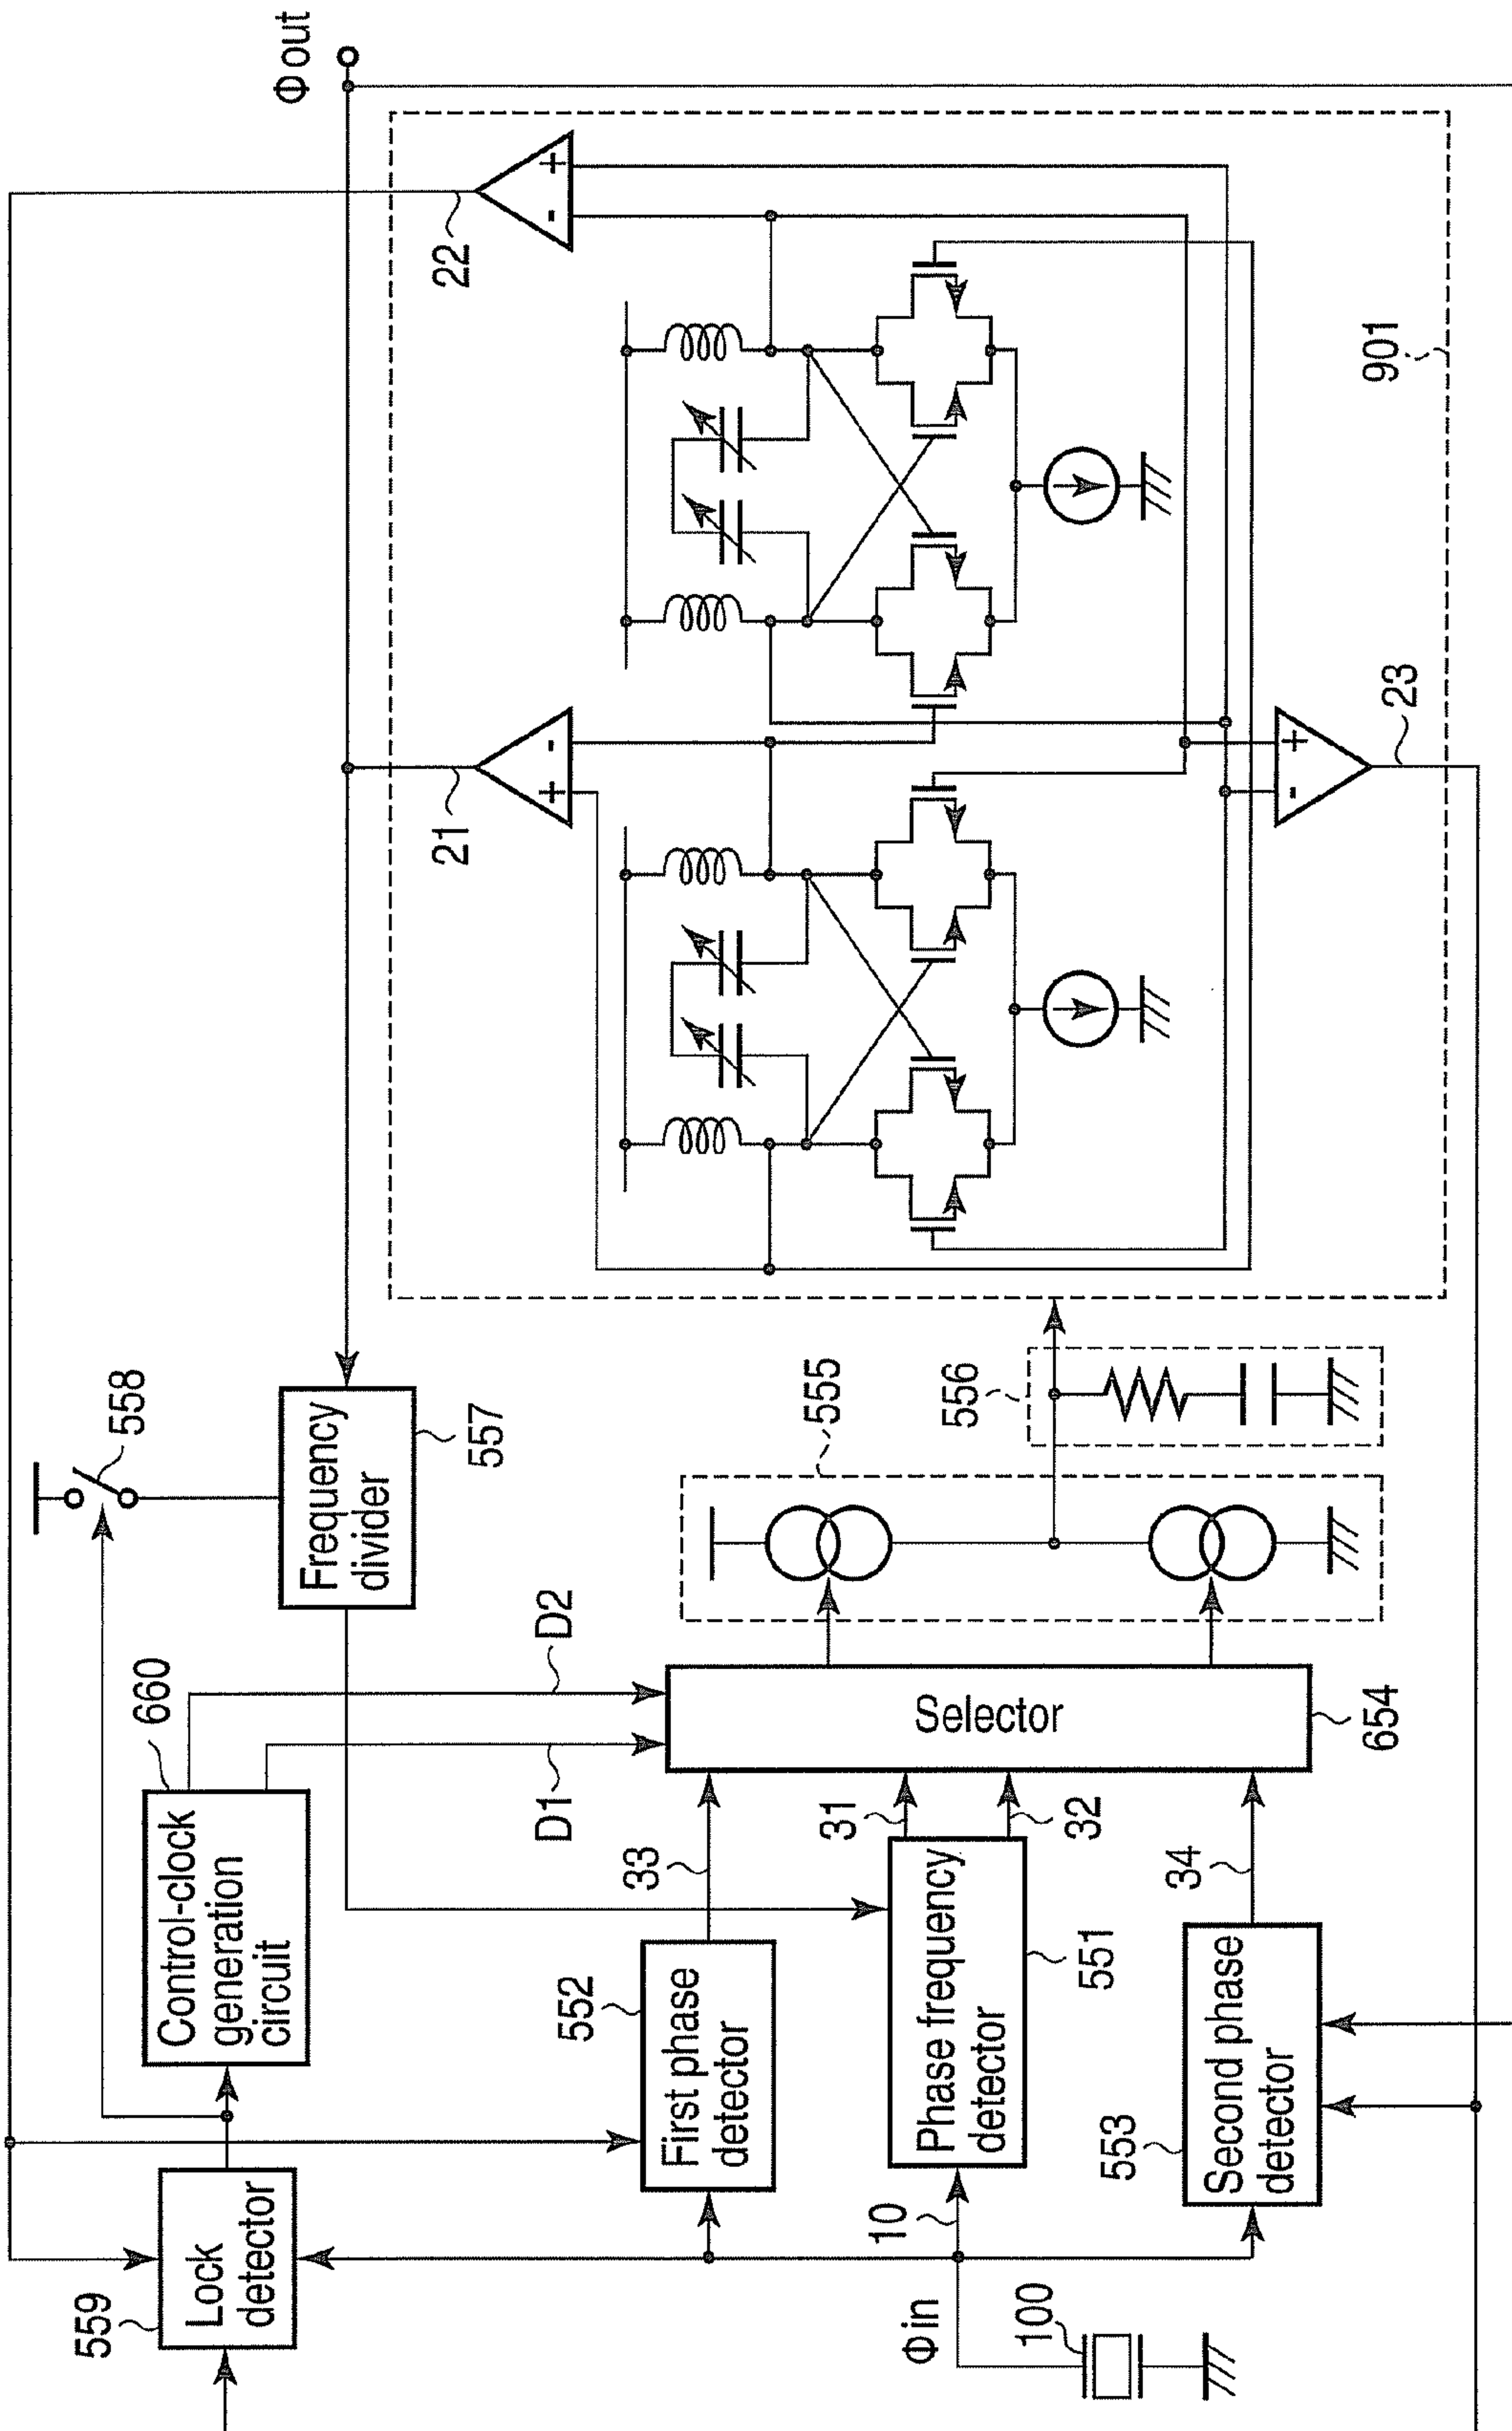 559
Lock
detector
660
Control-clock
generation
circuit
558
Frequency
divider
557
D1
D2
Φout
22
+
-
21
-
+
552
First phase
detector
33
Φin
100
10
Phase frequency
detector
551
31
32
553
Second phase
detector
34
Selector
654
555
556
901
23
+
-